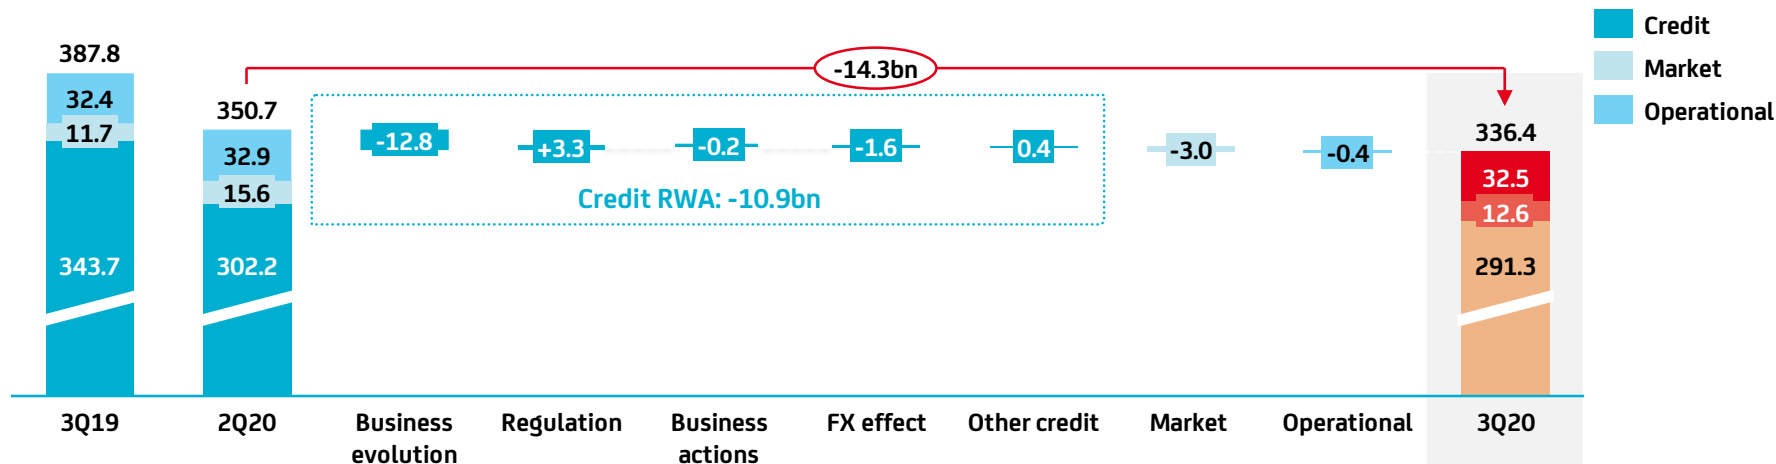 387.8
32.4
11.7
343.7
350.7
32.9
15.6
302.2
-14.3bn
-12.8
+3.3
-0.2
-1.6
0.4
Credit RWA: -10.9bn
-3.0
-0.4
336.4
32.5
12.6
291.3
Credit
Market
Operational
3Q19
2Q20
Business
evolution
Regulation
Business
actions
FX effect
Other credit
Market
Operational
3Q20